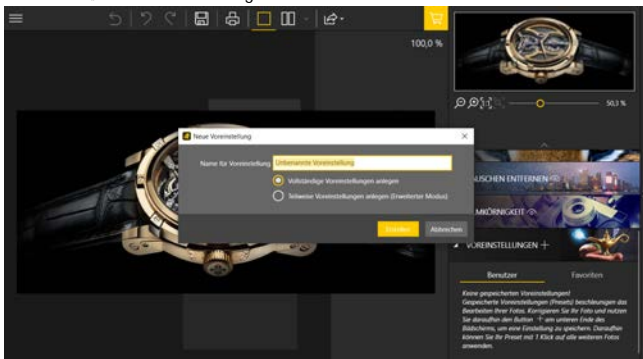 100,0 %
50,3 %
Neue Voreinstellung
Name für Voreinstellung Unbenannte Voreinstellung
Vollständige Voreinstellungen anlegen
Teilweise Voreinstellungen anlegen (Erweiterter Modus)
Erstellen Abbrechen
USCHEN ENTFERNEN
MKÖRNIGKEIT
VOREINSTELLUNGEN +
Benutzer Favoriten
Keine gespeicherten Voreinstellungen!
Gespeicherte Voreinstellungen (Presets) beschleunigen das
Bearbeiten Ihrer Fotos. Korrigieren Sie Ihr Foto und nutzen
Sie daraufhin den Button + am unteren Ende des
Bildschirms, um eine Einstellung zu speichern. Daraufhin
können Sie Ihr Preset mit 1 Klick auf alle weiteren Fotos
anwenden.